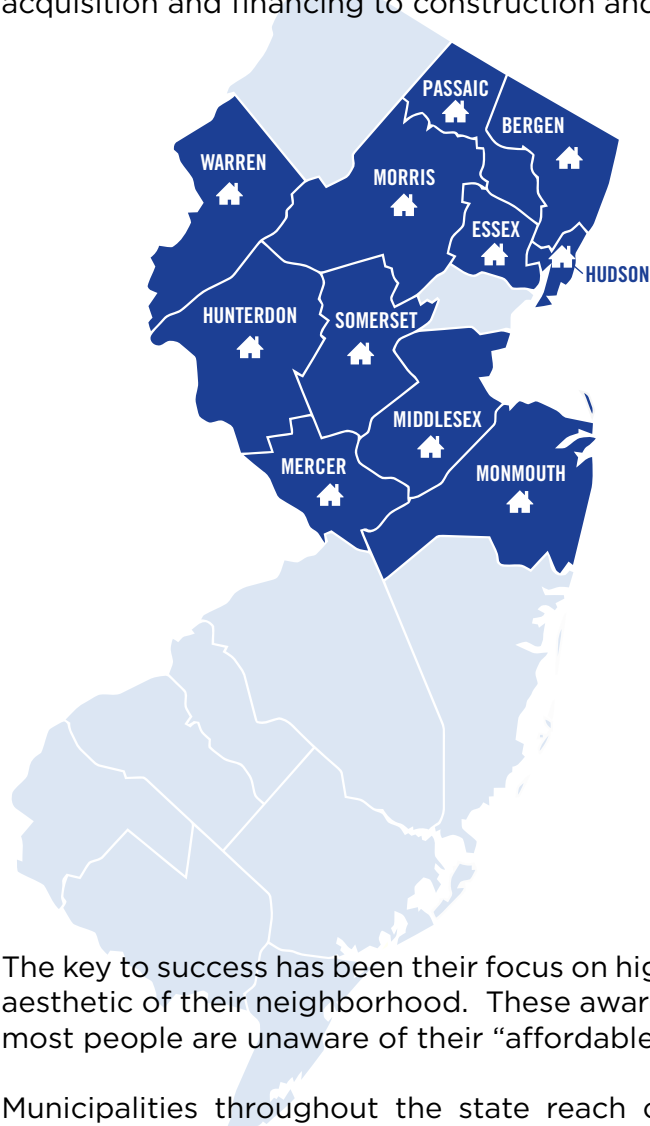 acquisition and financing to construction and
PASSAIC
BERGEN
WARREN
MORRIS
ESSEX
HUDSON
HUNTERDON
SOMERSET
MIDDLESEX
MERCER
MONMOUTH
The key to success has been their focus on hig
aesthetic of their neighborhood.  These awar
most people are unaware of their “affordable
Municipalities throughout the state reach